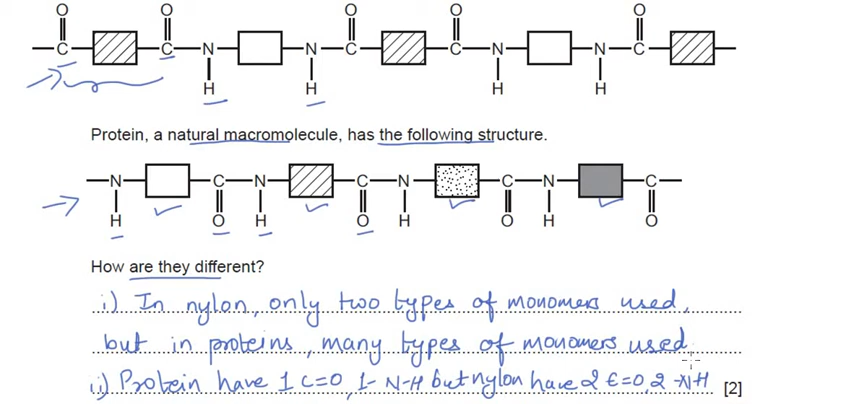 O O O O O
C C N N C C N N C
H H H H
Protein, a natural macromolecule, has the following structure.
N C N C N C N C
H O H O H O H O
How are they different?
i) In nylon, only two types of monomers used,
but in proteins, many types of monomers used
ii) Protein have 1 C=O, 1- N-H but nylon have 2 C=O, 2 -N-H [2]